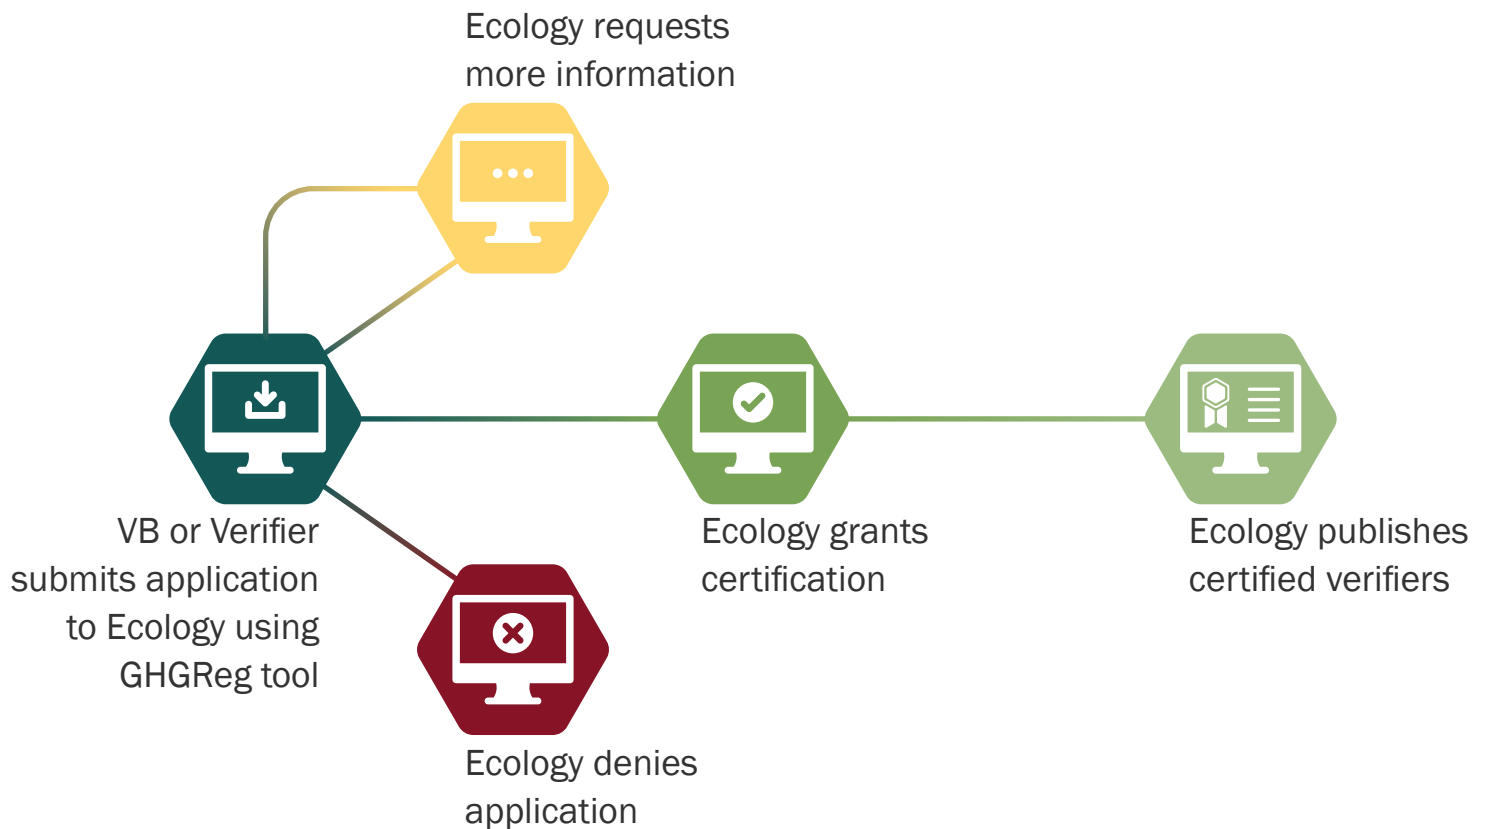 Ecology requests
more information
VB or Verifier
submits application
to Ecology using
GHGReg tool
Ecology grants
certification
Ecology publishes
certified verifiers
Ecology denies
application